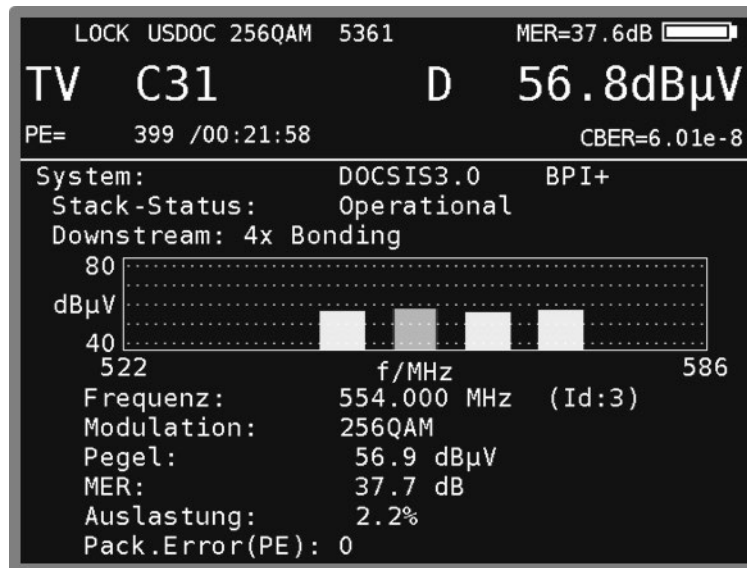 LOCK USDOC 256QAM 5361 MER=37.6dB
TV C31 D 56.8dBµV
PE= 399 /00:21:58 CBER=6.01e-8
System: DOCSIS3.0 BPI+
Stack-Status: Operational
Downstream: 4x Bonding
80
dBµV
40
522 f/MHz 586
Frequenz: 554.000 MHz (Id:3)
Modulation: 256QAM
Pegel: 56.9 dBµV
MER: 37.7 dB
Auslastung: 2.2%
Pack.Error(PE): 0